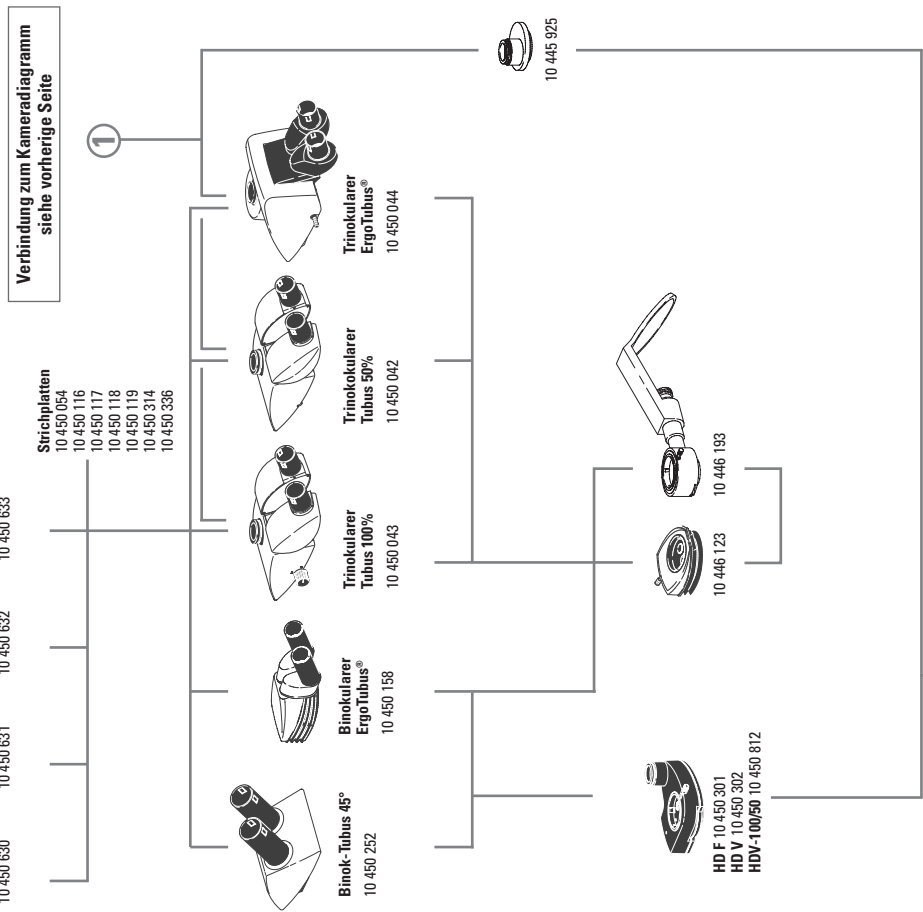 10 450 630
10 450 631
10 450 632
10 450 633
Verbindung zum Kameradiagramm
siehe vorherige Seite
Strichplatten
10 450 054
10 450 116
10 450 117
10 450 118
10 450 119
10 450 314
10 450 336
1
Binok-Tubus 45°
10 450 252
Binokularer
ErgoTubus®
10 450 158
Trinokularer
Tubus 100%
10 450 043
Trinokokularer
Tubus 50%
10 450 042
Trinokularer
ErgoTubus®
10 450 044
10 445 925
HD F 10 450 301
HD V 10 450 302
HDV-100/50 10 450 812
10 446 123
10 446 193